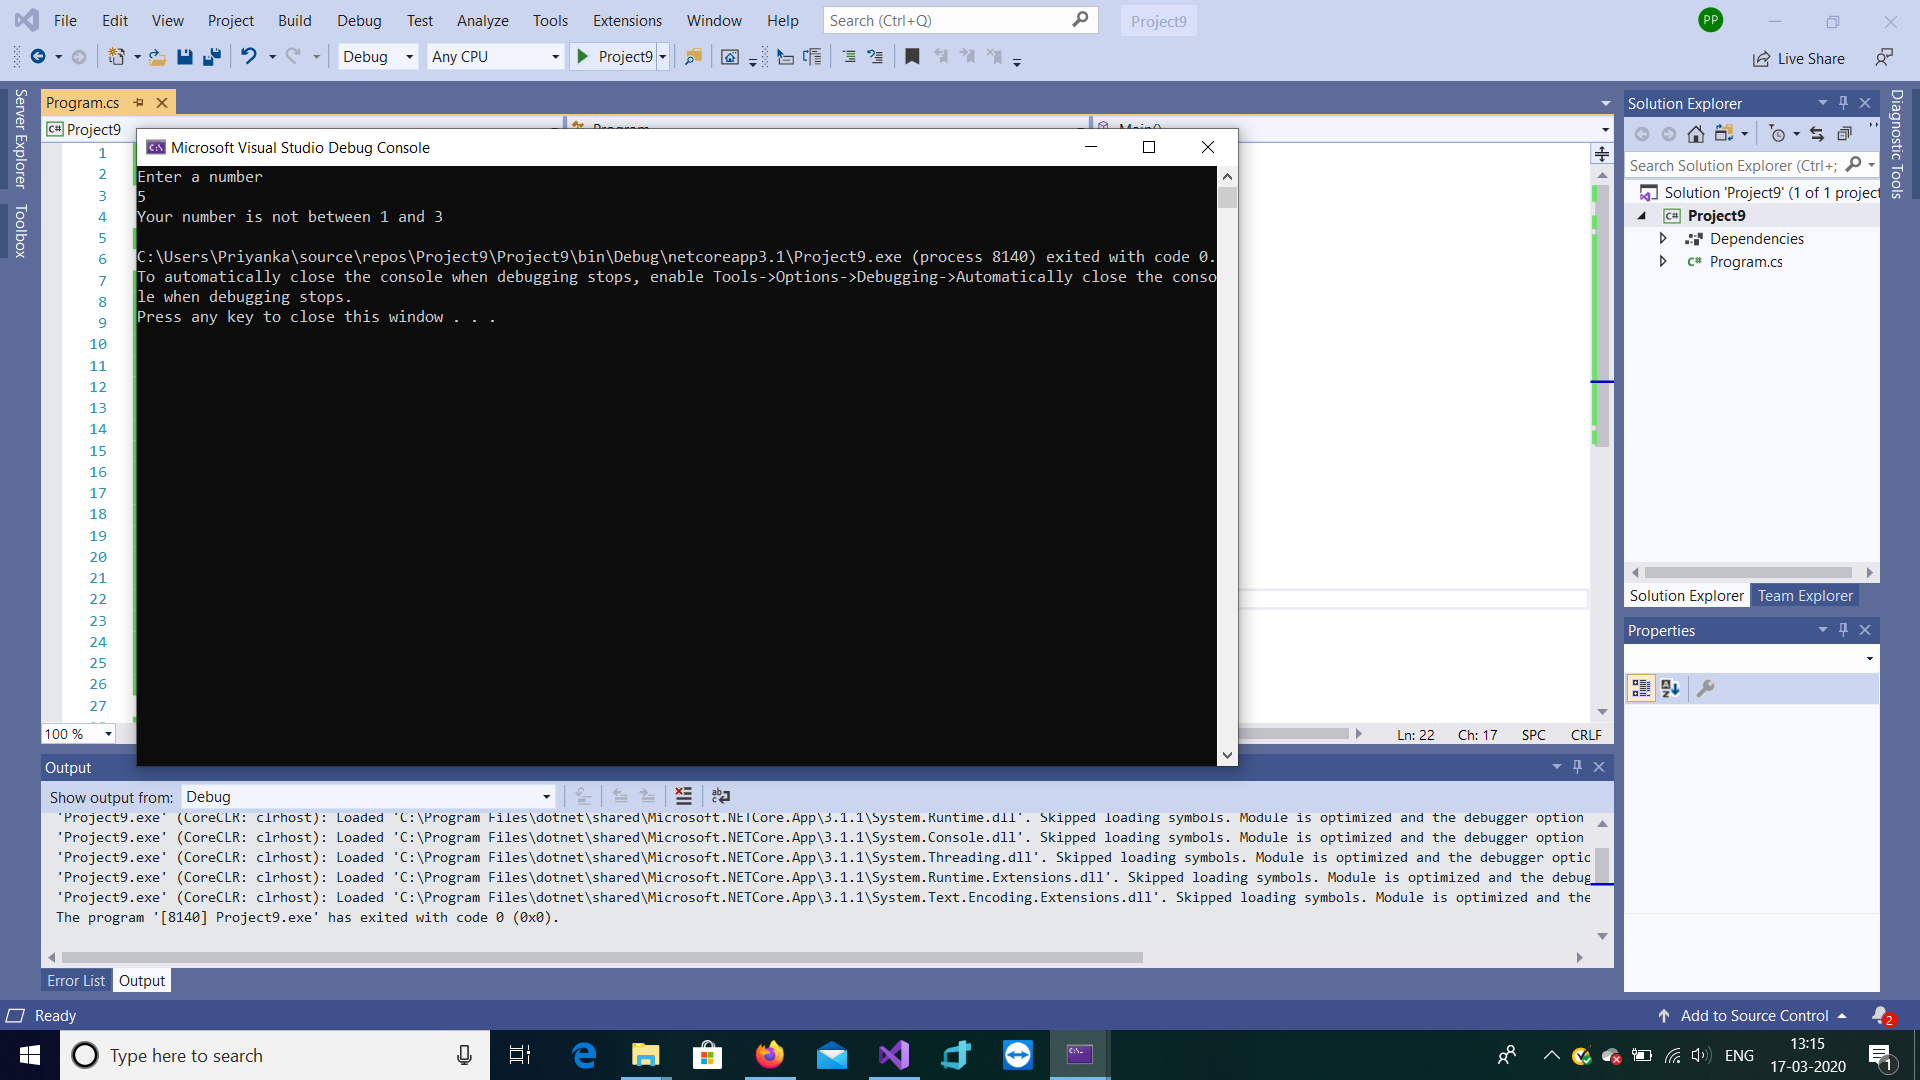 File Edit View Project Build Debug Test Analyze Tools Extensions Window Help Search (Ctrl+Q) Project9 PP
Debug Any CPU Project9 Live Share
Server Explorer
Toolbox
Program.cs
C# Project9 Program Main()
1
2
3
4
5
6
7
8
9
10
11
12
13
14
15
16
17
18
19
20
21
22
23
24
25
26
27
Microsoft Visual Studio Debug Console
Enter a number
5
Your number is not between 1 and 3
C:\Users\Priyanka\source\repos\Project9\Project9\bin\Debug\netcoreapp3.1\Project9.exe (process 8140) exited with code 0.
To automatically close the console when debugging stops, enable Tools->Options->Debugging->Automatically close the conso
le when debugging stops.
Press any key to close this window . . .
100 % Ln: 22 Ch: 17 SPC CRLF
Output
Show output from: Debug
'Project9.exe' (CoreCLR: clrhost): Loaded 'C:\Program Files\dotnet\shared\Microsoft.NETCore.App\3.1.1\System.Runtime.dll'. Skipped loading symbols. Module is optimized and the debugger option
'Project9.exe' (CoreCLR: clrhost): Loaded 'C:\Program Files\dotnet\shared\Microsoft.NETCore.App\3.1.1\System.Console.dll'. Skipped loading symbols. Module is optimized and the debugger option
'Project9.exe' (CoreCLR: clrhost): Loaded 'C:\Program Files\dotnet\shared\Microsoft.NETCore.App\3.1.1\System.Threading.dll'. Skipped loading symbols. Module is optimized and the debugger optic
'Project9.exe' (CoreCLR: clrhost): Loaded 'C:\Program Files\dotnet\shared\Microsoft.NETCore.App\3.1.1\System.Runtime.Extensions.dll'. Skipped loading symbols. Module is optimized and the debug
'Project9.exe' (CoreCLR: clrhost): Loaded 'C:\Program Files\dotnet\shared\Microsoft.NETCore.App\3.1.1\System.Text.Encoding.Extensions.dll'. Skipped loading symbols. Module is optimized and the
The program '[8140] Project9.exe' has exited with code 0 (0x0).
Error List Output
Solution Explorer
Search Solution Explorer (Ctrl+;
Solution 'Project9' (1 of 1 project
C# Project9
Dependencies
C# Program.cs
Solution Explorer Team Explorer
Properties
Diagnostic Tools
Ready Add to Source Control 2
Type here to search ENG 13:15
17-03-2020 1